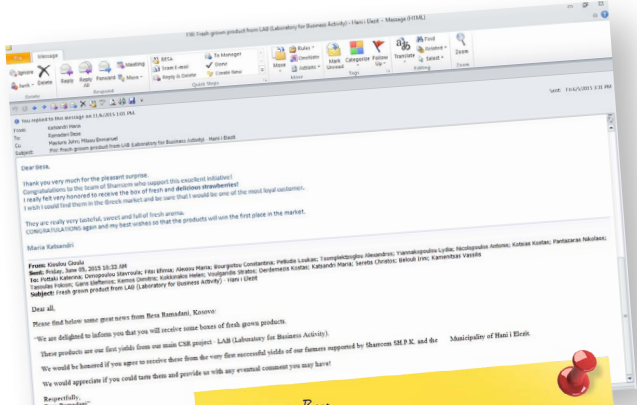 FW: Fresh grown product from LAB (Laboratory for Business Activity) - Hani i Elezit - Message (HTML)
Message
Ignore
Junk
Delete
Reply
Reply All
Forward
Meeting
More
BESA
Team E-mail
Reply & Delete
To Manager
Done
Create New
Move
Rules
OneNote
Actions
Mark Unread
Categorize
Follow Up
Translate
Find
Related
Select
Zoom
Delete
Respond
Quick Steps
Move
Tags
Editing
Zoom
You replied to this message on 11/6/2015 3:01 PM.
From: Katsandri Maria
To: Ramadani Besa
Cc
Subject: FW: Fresh grown product from LAB (Laboratory for Business Activity) - Hani i Elezit
Sent: Fri 6/5/2015 3:31 PM
Dear Besa,
Thank you very much for the pleasant surprise.
Congratulations to the team of Sharrcem who support this excellent initiative!
I really felt very honored to receive the box of fresh and delicious strawberries!
I wish I could find them in the Greek market and be sure that I would be one of the most loyal customers.
They are really very tasteful, sweet and full of fresh aroma.
CONGRATULATIONS again and my best wishes so that the products will win the first place in the market.
Maria Katsandri
From: Kioulou Gioula
Sent: Friday, June 05, 2015 10:33 AM
To: Pottaki Katerina; Dimopoulou Stavroula; Fitsi Efimia; Alexiou Maria; Bourgotsou Constantina; Petkidis Loukas; Tsomplektsoglou Alexandros; Yiannakopoulou Lydia; Nicolopoulos Antonis; Kotsias Kostas; Pantazaras Nikolaos;
Tasoulas Fokion; Garis Elefterios; Kemos Dimitris; Kokkinakis Helen; Voulgaridis Stratos; Derdemezis Kostas; Katsandri Maria; Seretis Christos; Belouli Irini; Kamenitsas Vassilis
Subject: Fresh grown product from LAB (Laboratory for Business Activity) - Hani i Elezit
Dear all,
Please find below some great news from Besa Ramadani, Kosovo:
"We are delighted to inform you that you will receive some boxes of fresh grown products.
These products are our first yields from our main CSR project - LAB (Laboratory for Business Activity).
We would be honored if you agree to receive these from the very first successful yields of our farmers supported by Sharrcem SH.P.K. and the Municipality of Hani i Elezit.
We would appreciate if you could taste them and provide us with any eventual comment you may have!
Respectfully,